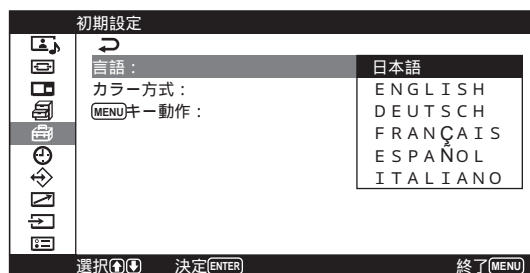 初期設定
言語：
日本語
カラー方式：
ＥＮＧＬＩＳＨ
MENUキー動作：
ＤＥＵＴＳＣＨ
ＦＲＡＮÇＡＩＳ
ＥＳＰＡÑＯＬ
ＩＴＡＬＩＡＮＯ
選択 決定ENTER 終了MENU